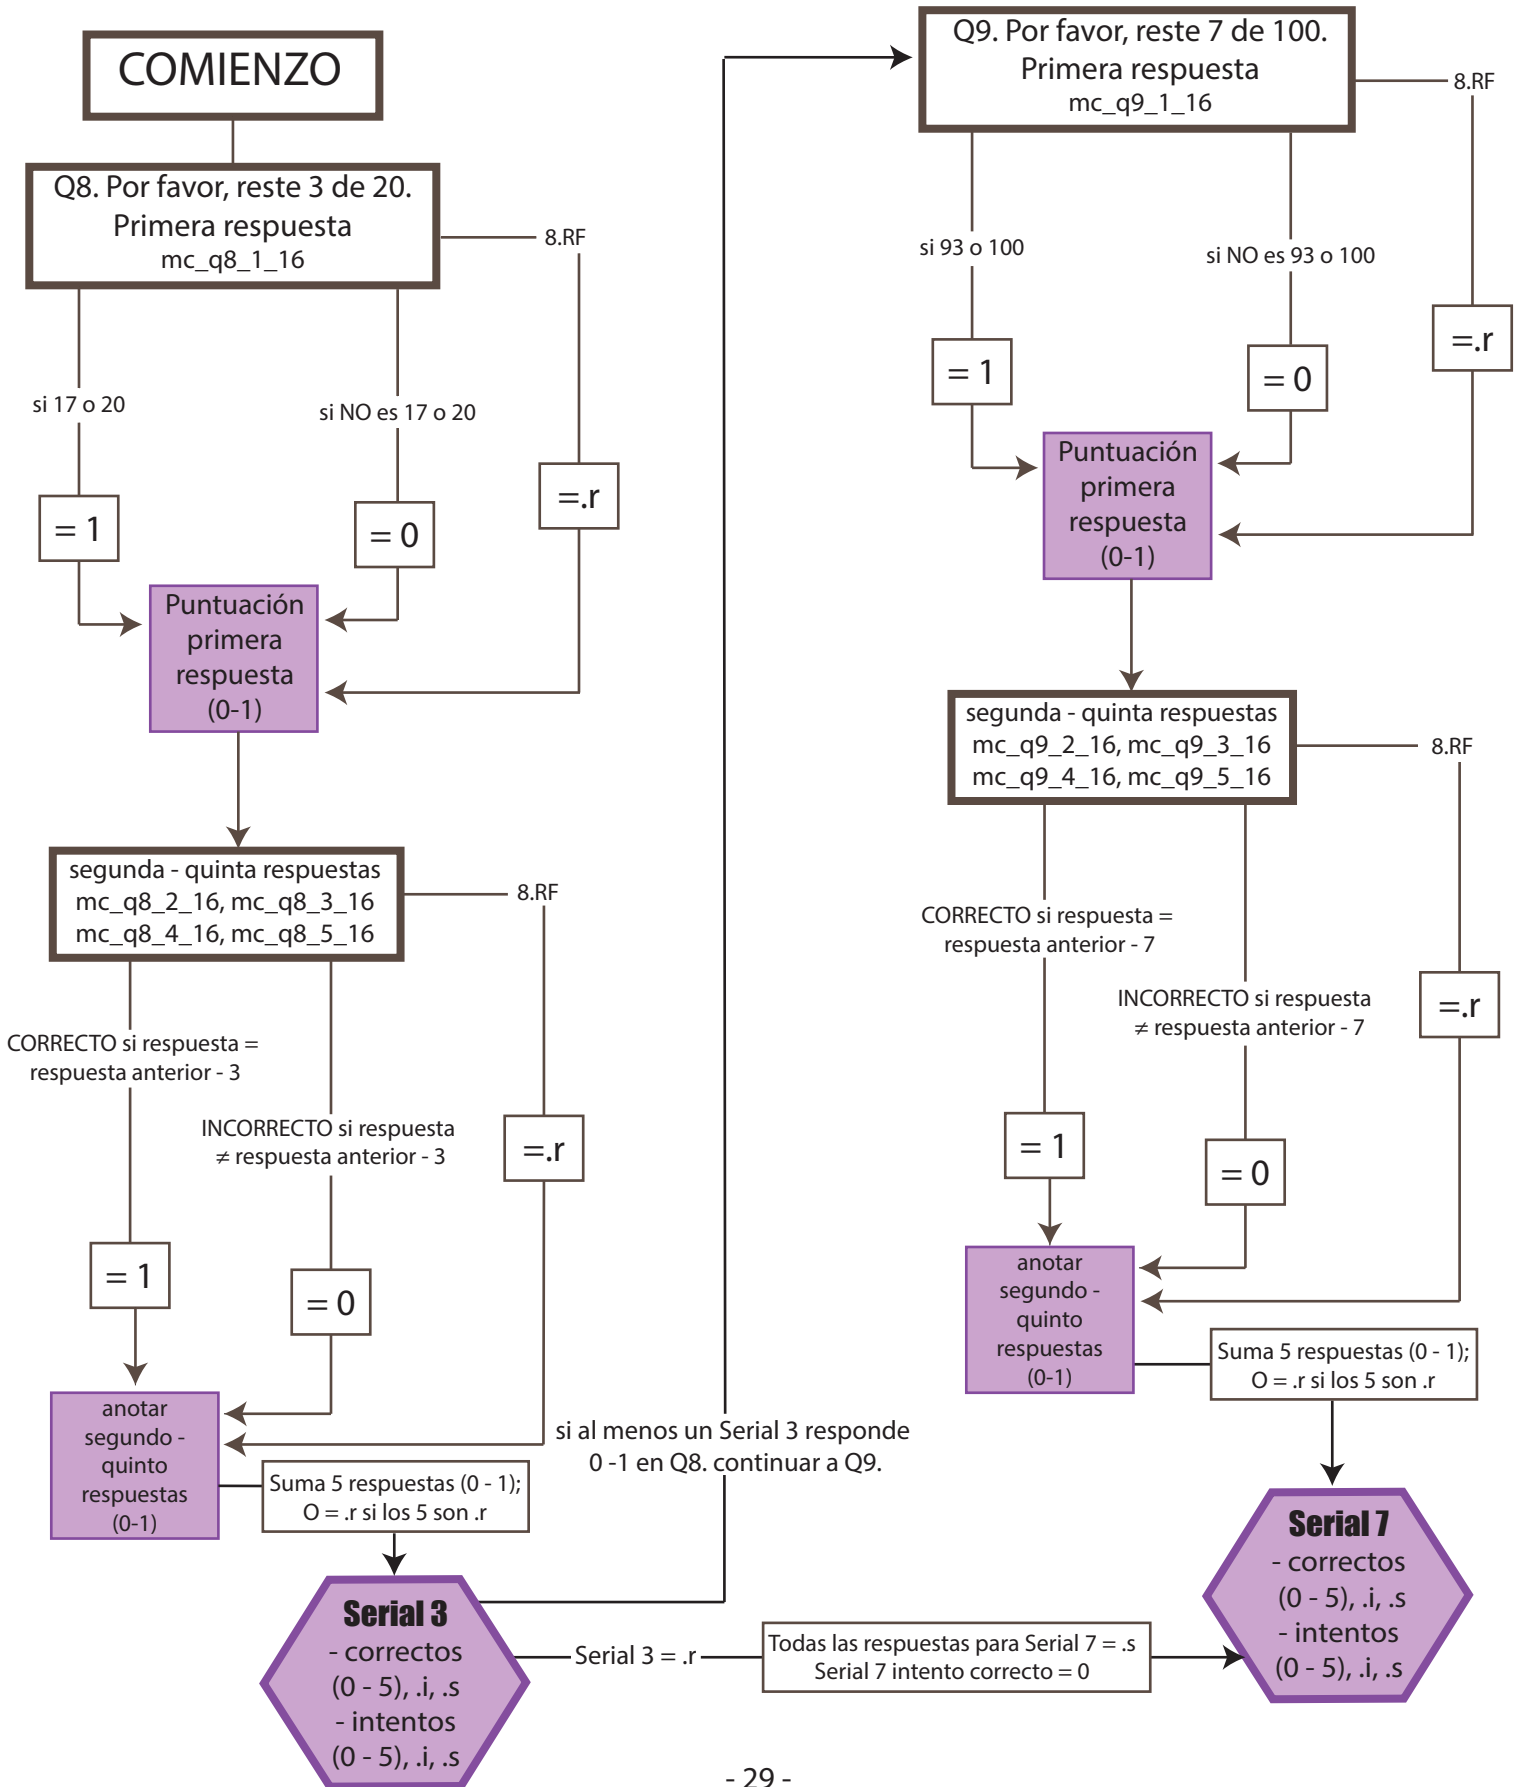 COMIENZO
Q8. Por favor, reste 3 de 20.
Primera respuesta
mc_q8_1_16
8.RF
si 17 o 20
si NO es 17 o 20
= 1
= 0
=.r
Puntuación
primera
respuesta
(0-1)
segunda - quinta respuestas
mc_q8_2_16, mc_q8_3_16
mc_q8_4_16, mc_q8_5_16
8.RF
CORRECTO si respuesta =
respuesta anterior - 3
INCORRECTO si respuesta
≠ respuesta anterior - 3
=.r
= 1
= 0
anotar
segundo -
quinto
respuestas
(0-1)
Suma 5 respuestas (0 - 1);
O = .r si los 5 son .r
Serial 3
- correctos
(0 - 5), .i, .s
- intentos
(0 - 5), .i, .s
si al menos un Serial 3 responde
0 -1 en Q8. continuar a Q9.
Serial 3 = .r
Todas las respuestas para Serial 7 = .s
Serial 7 intento correcto = 0
Q9. Por favor, reste 7 de 100.
Primera respuesta
mc_q9_1_16
8.RF
si 93 o 100
si NO es 93 o 100
= 1
= 0
=.r
Puntuación
primera
respuesta
(0-1)
segunda - quinta respuestas
mc_q9_2_16, mc_q9_3_16
mc_q9_4_16, mc_q9_5_16
8.RF
CORRECTO si respuesta =
respuesta anterior - 7
INCORRECTO si respuesta
≠ respuesta anterior - 7
=.r
= 1
= 0
anotar
segundo -
quinto
respuestas
(0-1)
Suma 5 respuestas (0 - 1);
O = .r si los 5 son .r
Serial 7
- correctos
(0 - 5), .i, .s
- intentos
(0 - 5), .i, .s
- 29 -